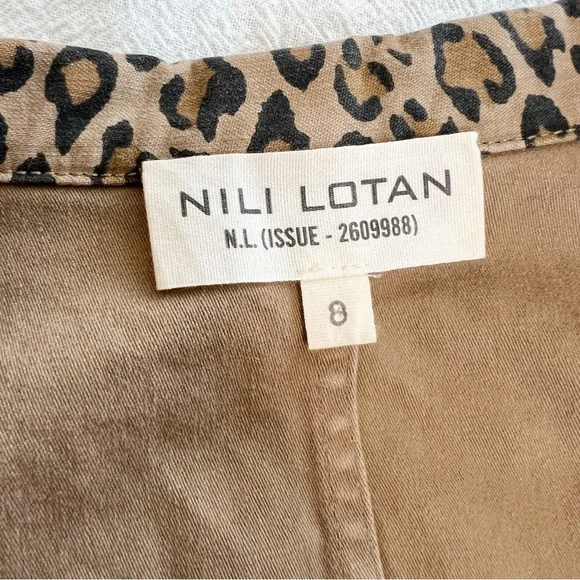 NILI LOTAN
N.L. (ISSUE - 2609988)
8